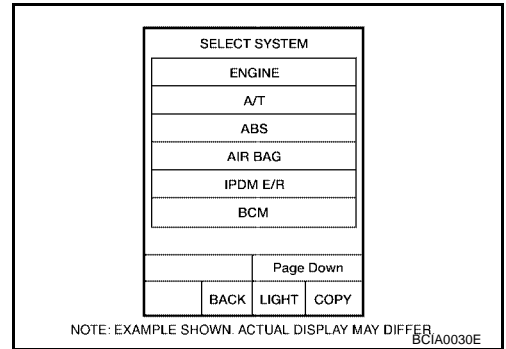 SELECT SYSTEM
ENGINE
A/T
ABS
AIR BAG
IPDM E/R
BCM
Page Down
BACK LIGHT COPY
NOTE: EXAMPLE SHOWN. ACTUAL DISPLAY MAY DIFFER.
BCIA0030E